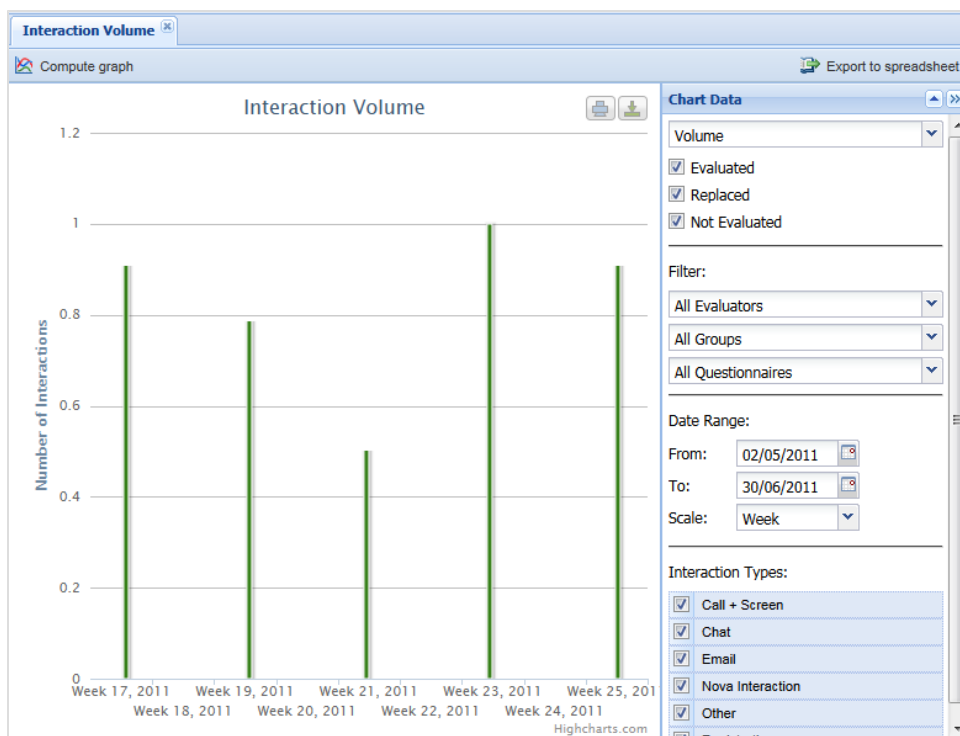 Interaction Volume
Compute graph
Export to spreadsheet
Interaction Volume
1.2
1
0.8
0.6
0.4
0.2
0
Number of Interactions
Week 17, 2011 Week 19, 2011 Week 21, 2011 Week 23, 2011 Week 25, 201
Week 18, 2011 Week 20, 2011 Week 22, 2011 Week 24, 2011
Highcharts.com
Chart Data
Volume
Evaluated
Replaced
Not Evaluated
Filter:
All Evaluators
All Groups
All Questionnaires
Date Range:
From: 02/05/2011
To: 30/06/2011
Scale: Week
Interaction Types:
Call + Screen
Chat
Email
Nova Interaction
Other